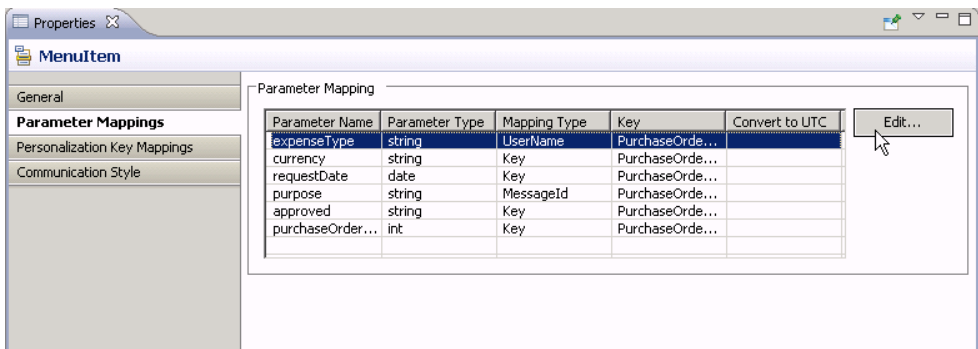 Properties
MenuItem
General
Parameter Mappings
Personalization Key Mappings
Communication Style
Parameter Mapping
Parameter Name Parameter Type Mapping Type Key Convert to UTC
expenseType string UserName PurchaseOrde...
currency string Key PurchaseOrde...
requestDate date Key PurchaseOrde...
purpose string MessageId PurchaseOrde...
approved string Key PurchaseOrde...
purchaseOrder... int Key PurchaseOrde...
Edit...